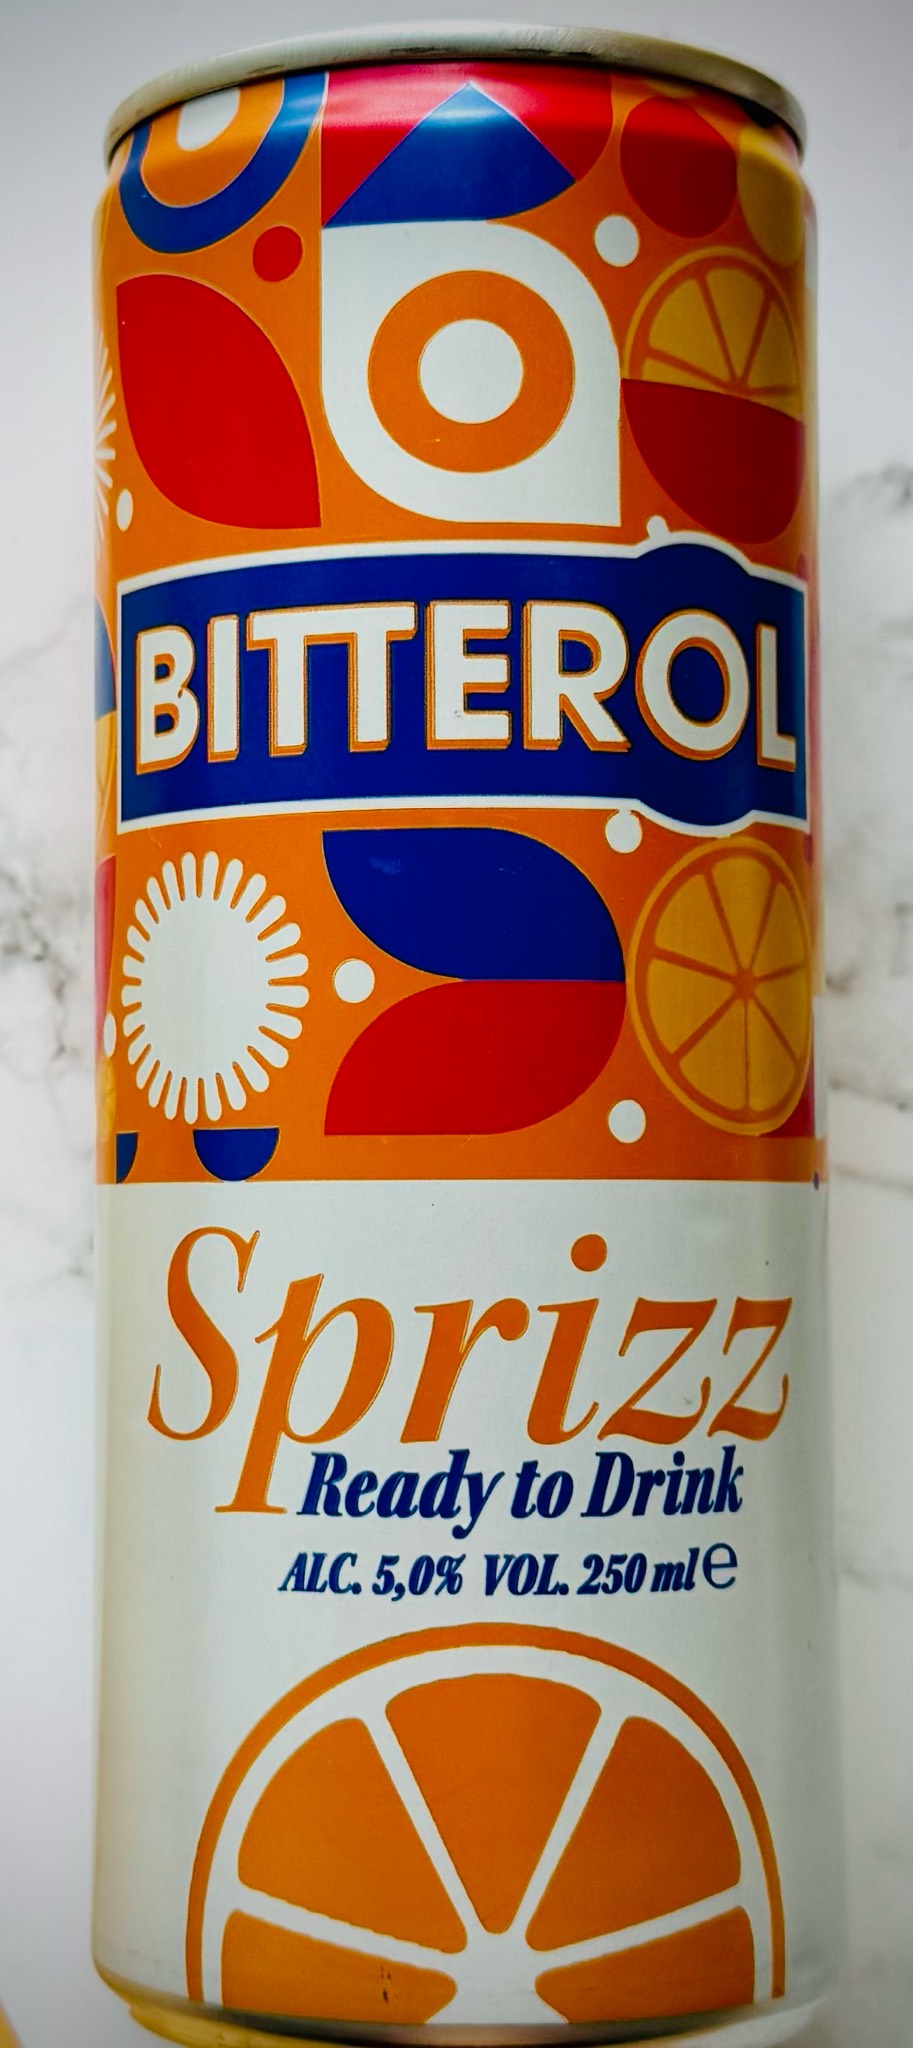 BITTEROL
Sprizz
Ready to Drink
ALC. 5,0% VOL. 250 ml ℮